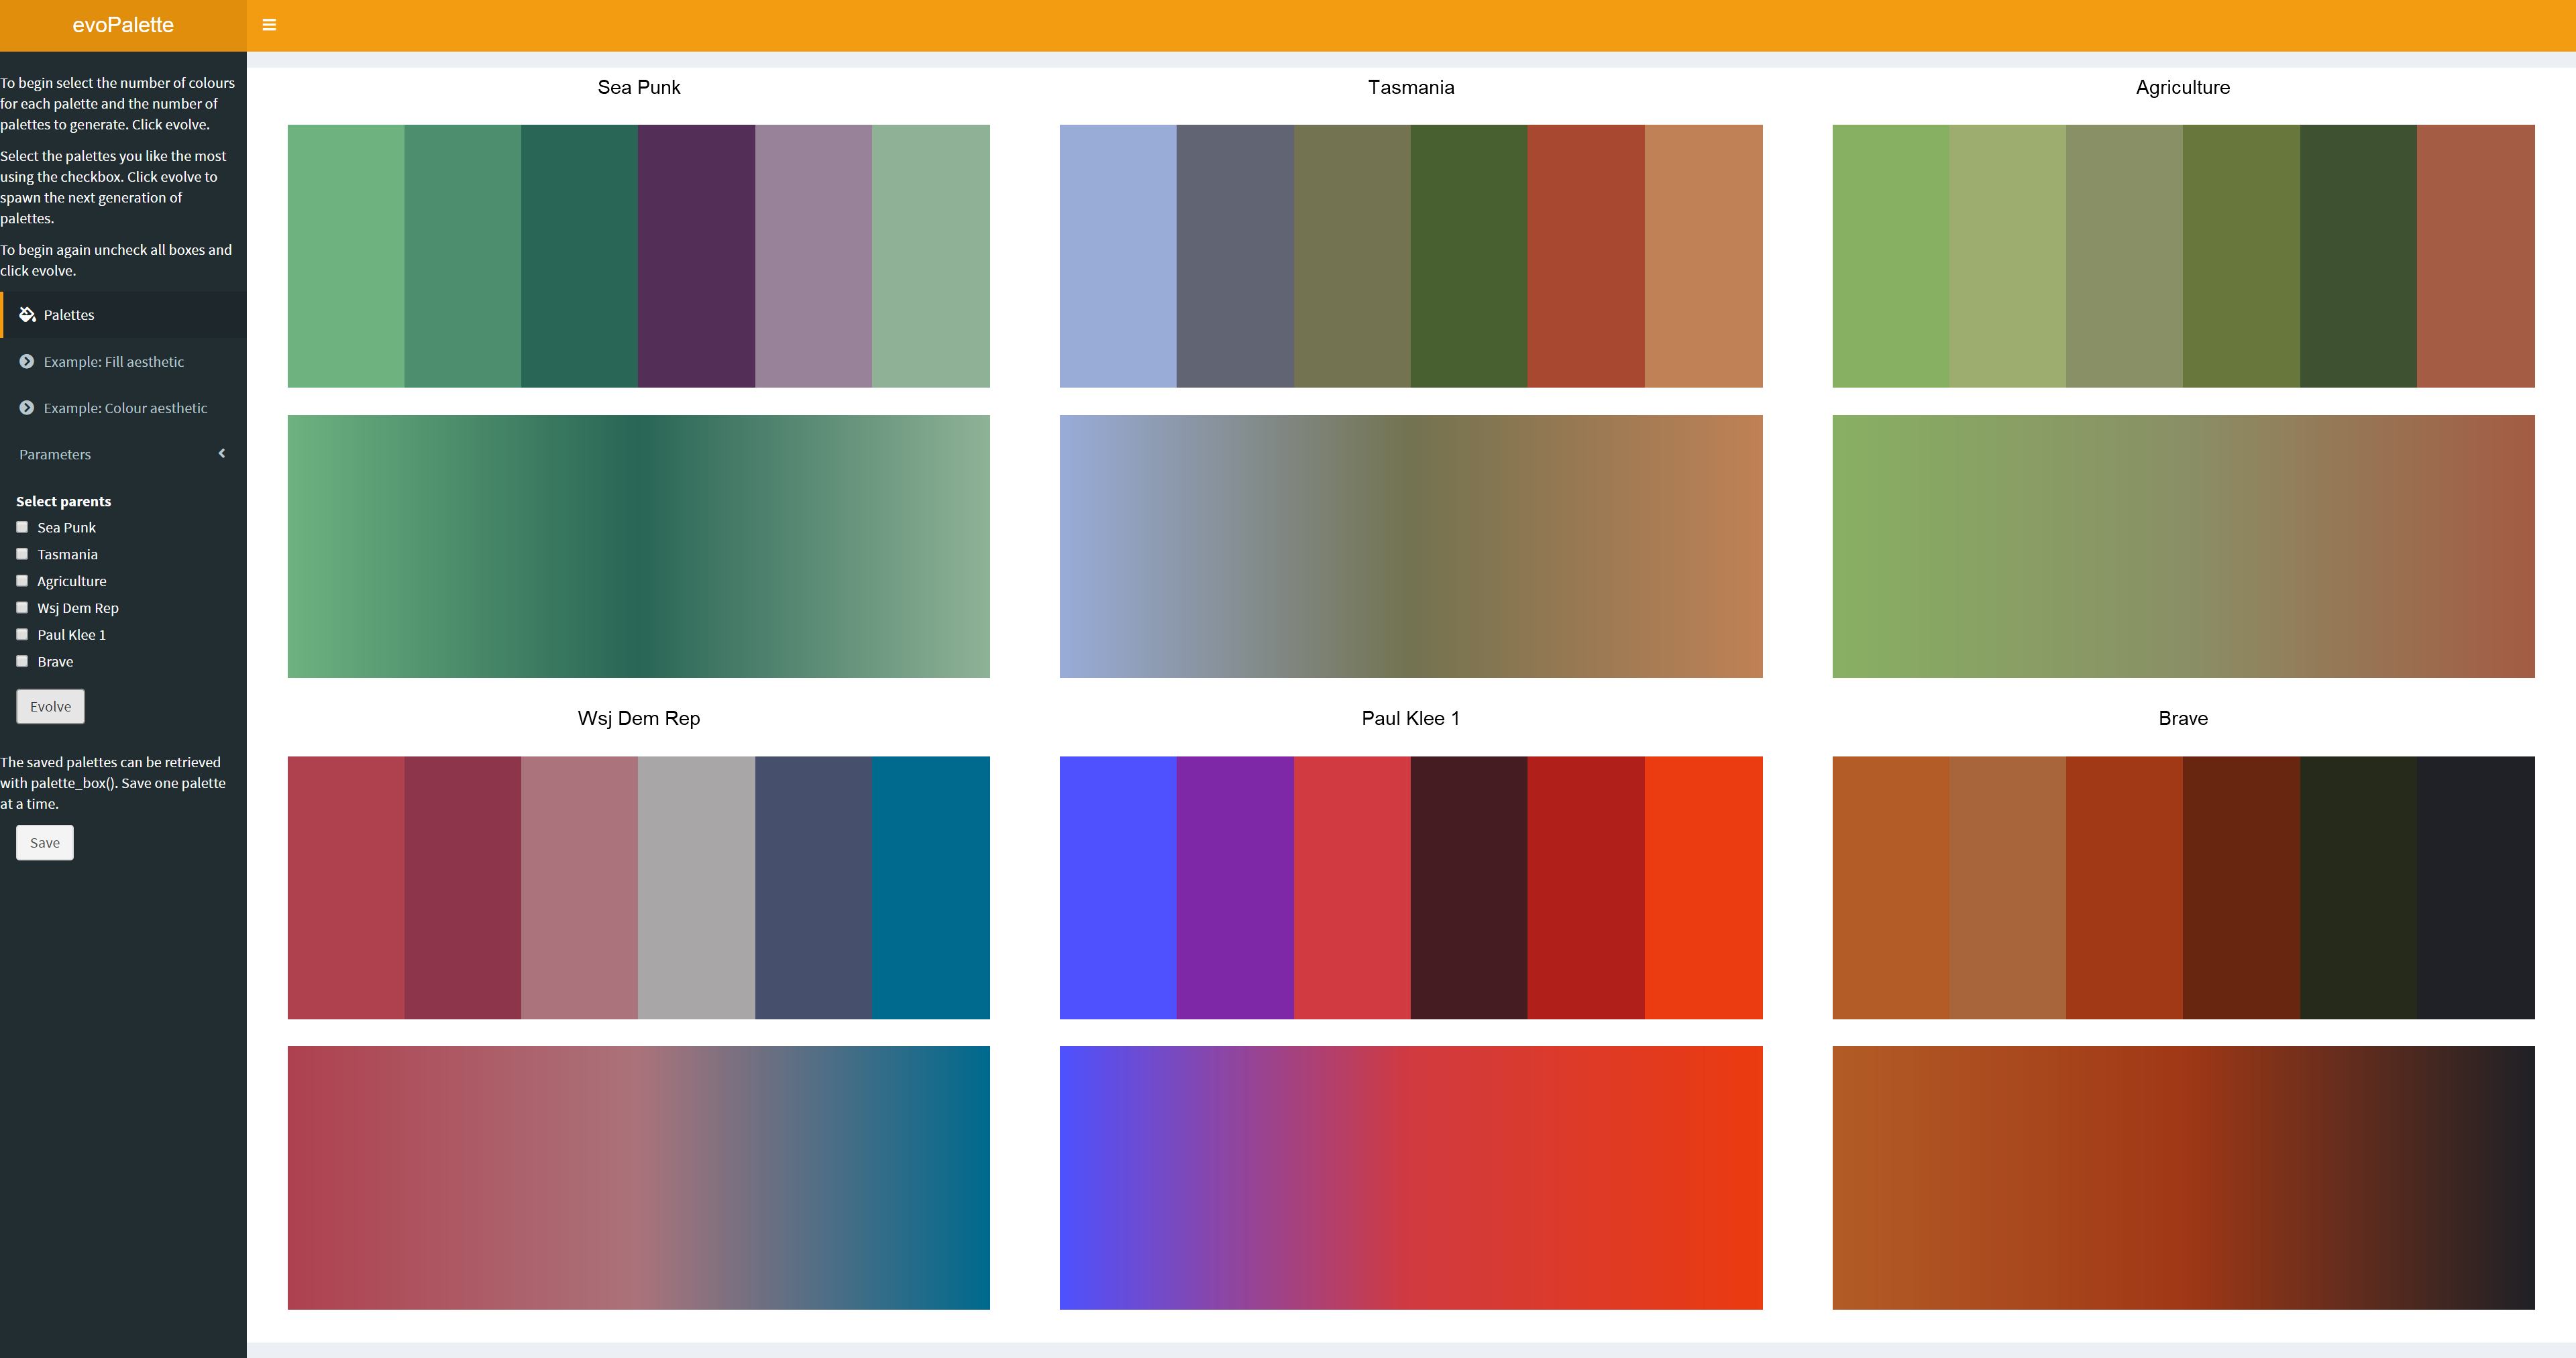 evoPalette
To begin select the number of colours
for each palette and the number of
palettes to generate. Click evolve.
Select the palettes you like the most
using the checkbox. Click evolve to
spawn the next generation of
palettes.
To begin again uncheck all boxes and
click evolve.
Palettes
Example: Fill aesthetic
Example: Colour aesthetic
Parameters
Select parents
Sea Punk
Tasmania
Agriculture
Wsj Dem Rep
Paul Klee 1
Brave
Evolve
The saved palettes can be retrieved
with palette_box(). Save one palette
at a time.
Save
Sea Punk
Tasmania
Agriculture
Wsj Dem Rep
Paul Klee 1
Brave